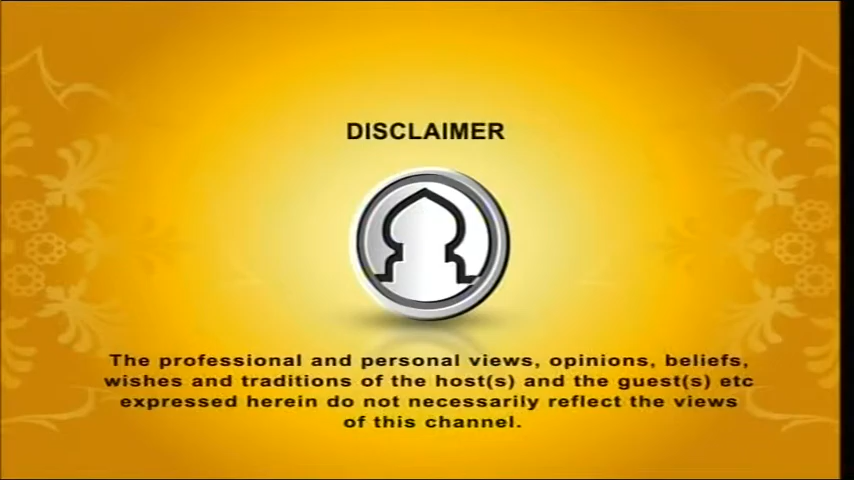 DISCLAIMER
The professional and personal views, opinions, beliefs,
wishes and traditions of the host(s) and the guest(s) etc
expressed herein do not necessarily reflect the views
of this channel.